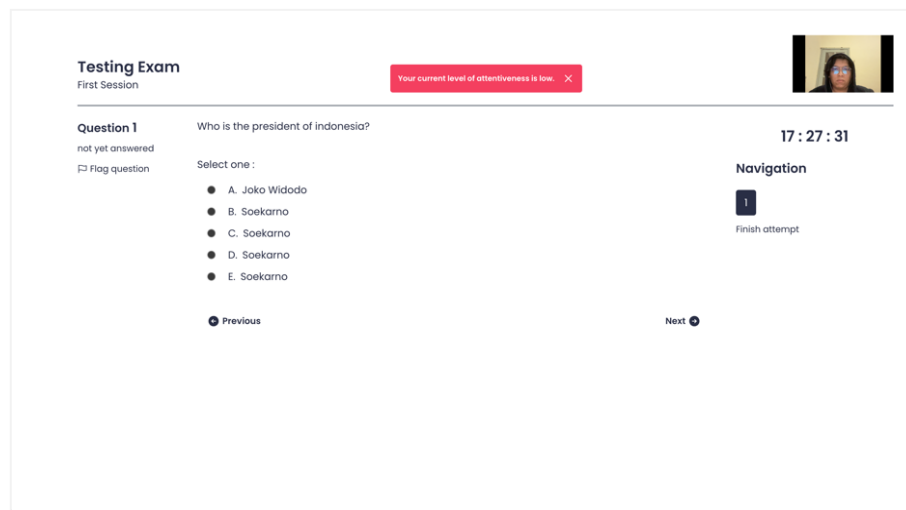 Testing Exam
First Session
Your current level of attentiveness is low.
Question 1
not yet answered
Flag question
Who is the president of indonesia?
Select one :
A. Joko Widodo
B. Soekarno
C. Soekarno
D. Soekarno
E. Soekarno
Previous
Next
17 : 27 : 31
Navigation
1
Finish attempt